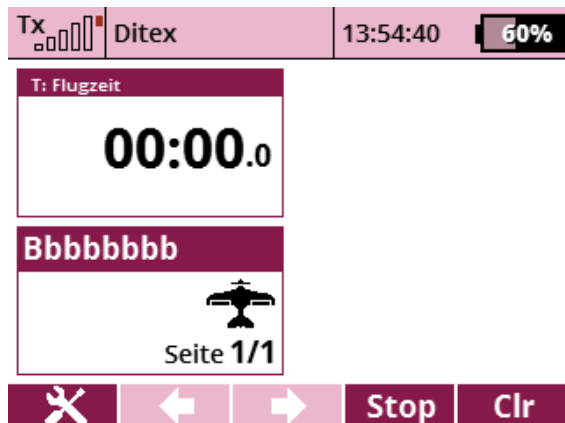 Tx Ditex 13:54:40 60%
T: Flugzeit
00:00.0
Bbbbbbbb
Seite 1/1
Stop Clr